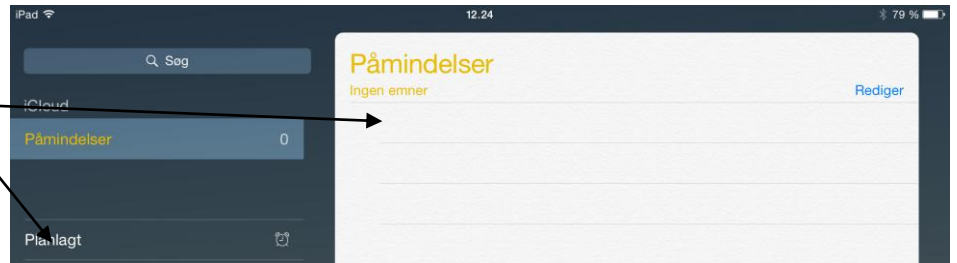 iPad 12.24 79 %
Søg
iCloud
Påmindelser 0
Planlagt
Påmindelser
Ingen emner Rediger